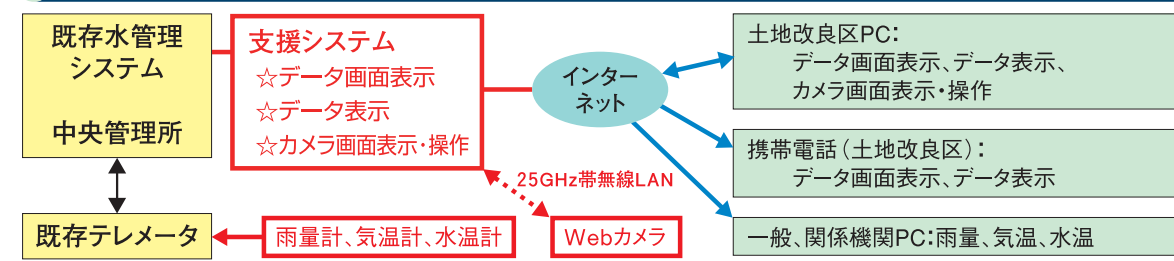 既存水管理
システム
中央管理所
支援システム
☆データ画面表示
☆データ表示
☆カメラ画面表示・操作
インター
ネット
土地改良区PC:
データ画面表示、データ表示、
カメラ画面表示・操作
携帯電話（土地改良区）:
データ画面表示、データ表示
25GHz帯無線LAN
既存テレメータ
雨量計、気温計、水温計
Webカメラ
一般、関係機関PC:雨量、気温、水温